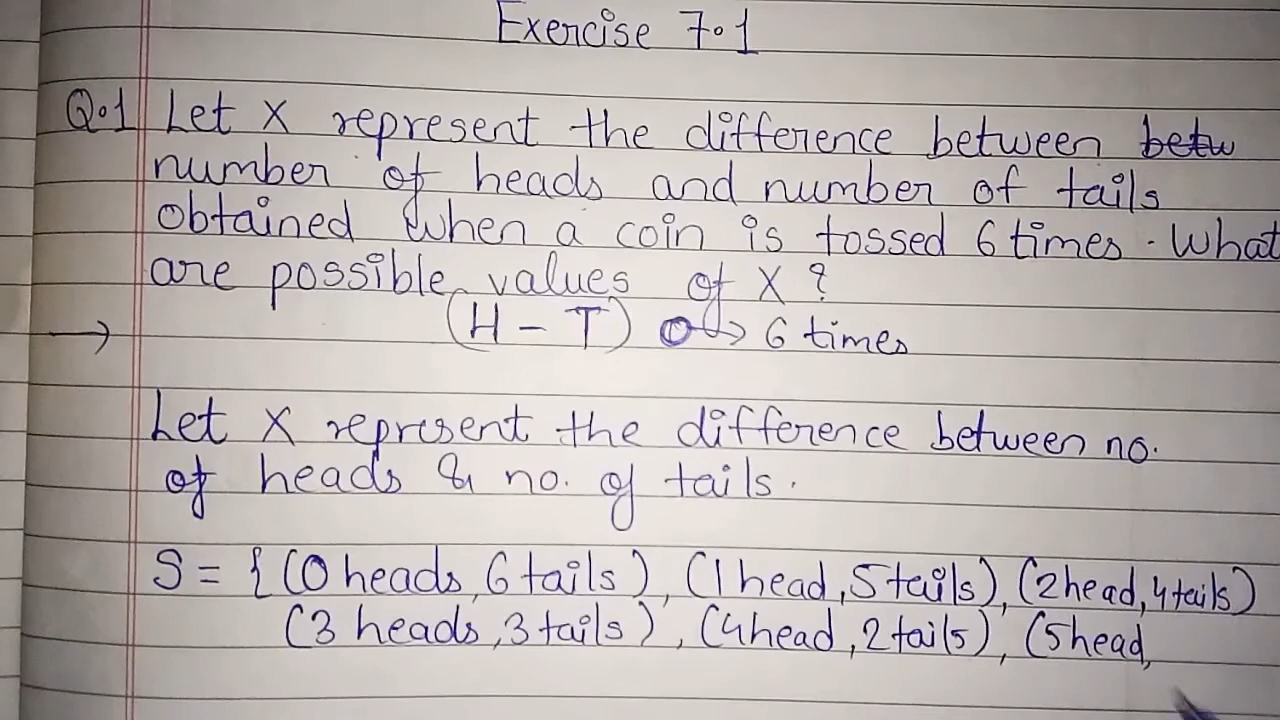 Exercise 7.1
Q.1 Let X represent the difference between betw
number of heads and number of tails
obtained when a coin is tossed 6 times. What
are possible values of X ?
(H - T) → 6 times
→
Let X represent the difference between no.
of heads & no. of tails.
S = { (0 heads, 6 tails), (1 head, 5 tails), (2 head, 4 tails)
(3 heads, 3 tails), (4 head, 2 tails), (5 head,